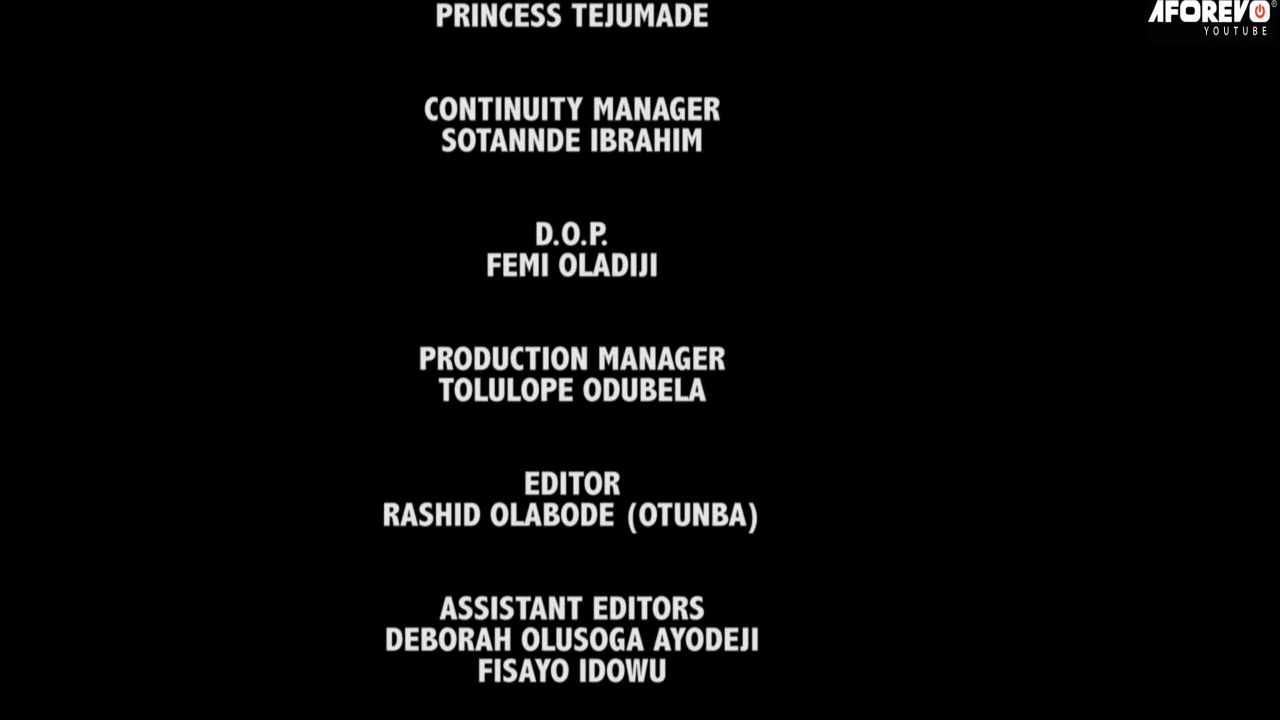 PRINCESS TEJUMADE
AFOREVO
YOUTUBE
CONTINUITY MANAGER
SOTANNDE IBRAHIM
D.O.P.
FEMI OLADIJI
PRODUCTION MANAGER
TOLULOPE ODUBELA
EDITOR
RASHID OLABODE (OTUNBA)
ASSISTANT EDITORS
DEBORAH OLUSOGA AYODEJI
FISAYO IDOWU